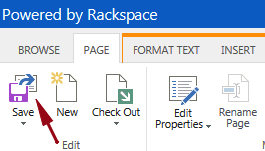 Powered by Rackspace
BROWSE PAGE FORMAT TEXT INSERT
Save New Check Out Edit Properties Rename Page
Edit